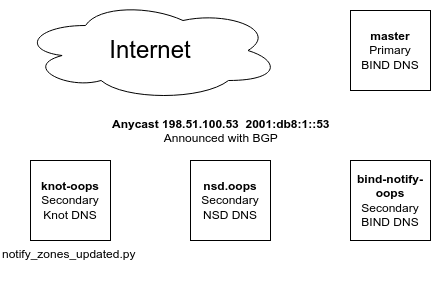 Internet
master
Primary
BIND DNS
Anycast 198.51.100.53  2001:db8:1::53
Announced with BGP
knot-oops
Secondary
Knot DNS
nsd.oops
Secondary
NSD DNS
bind-notify-
oops
Secondary
BIND DNS
notify_zones_updated.py